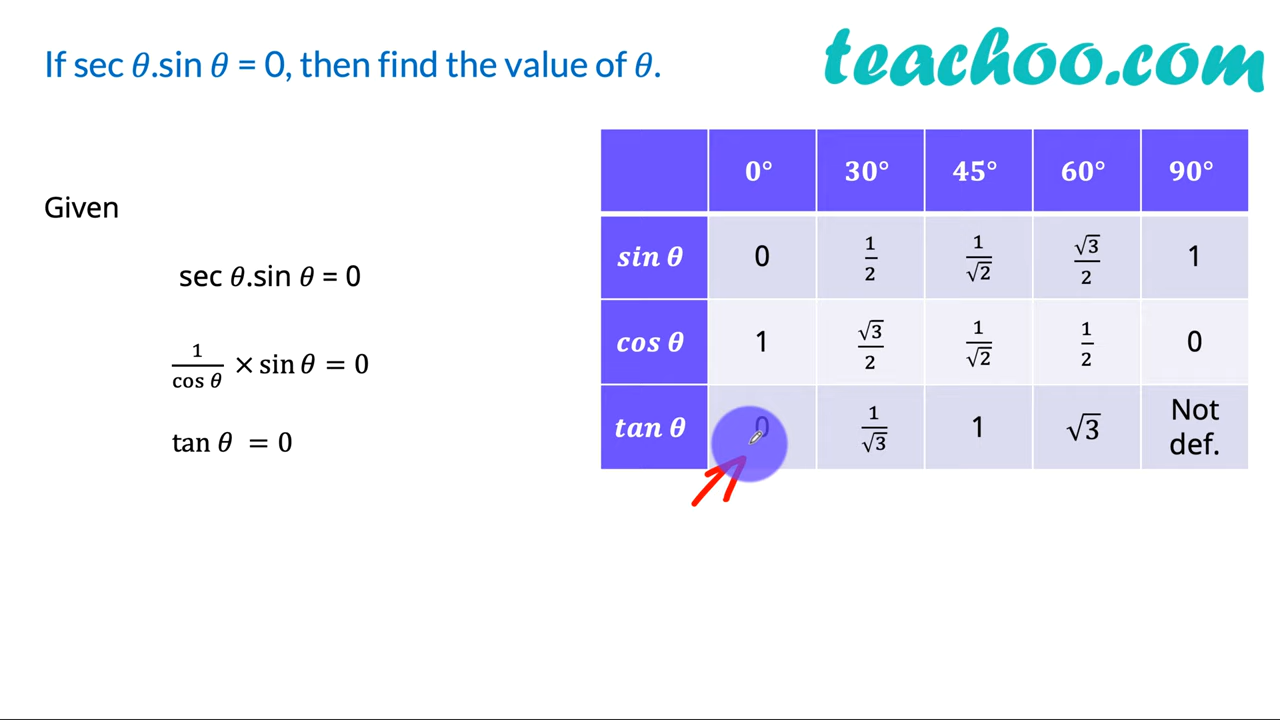 If sec θ.sin θ = 0, then find the value of θ.
teachoo.com
Given
sec θ.sin θ = 0
1/cos θ × sin θ = 0
tan θ = 0
0° 30° 45° 60° 90°
sin θ 0 1/2 1/√2 √3/2 1
cos θ 1 √3/2 1/√2 1/2 0
tan θ 0 1/√3 1 √3 Not def.